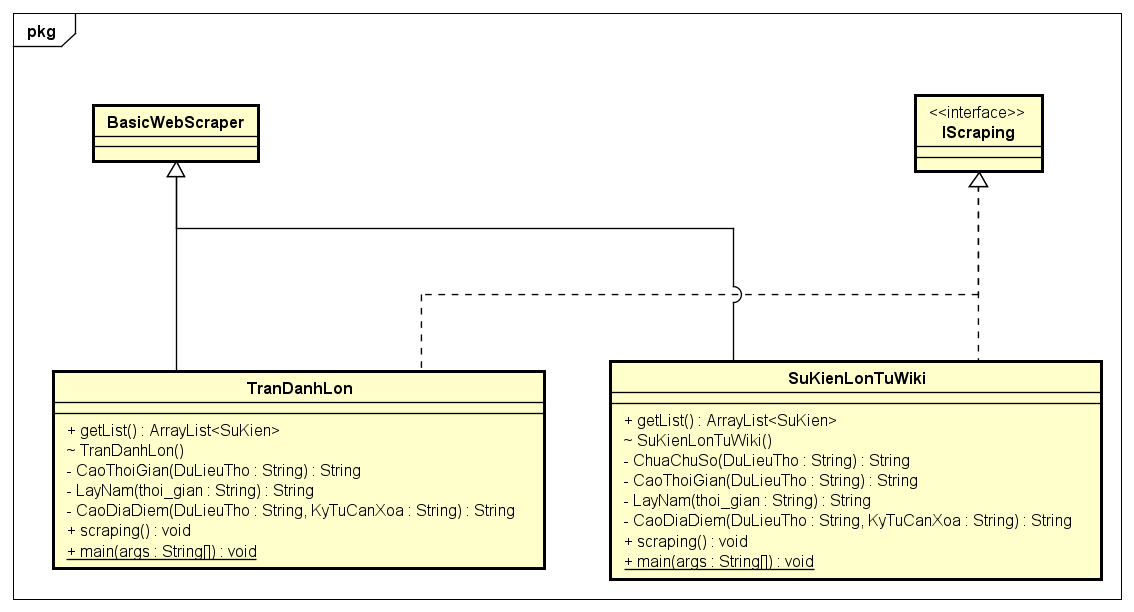 pkg
BasicWebScraper
<<interface>>
IScraping
TranDanhLon
+ getList() : ArrayList<SuKien>
~ TranDanhLon()
- CaoThoiGian(DuLieuTho : String) : String
- LayNam(thoi_gian : String) : String
- CaoDiaDiem(DuLieuTho : String, KyTuCanXoa : String) : String
+ scraping() : void
+ main(args : String[]) : void
SuKienLonTuWiki
+ getList() : ArrayList<SuKien>
~ SuKienLonTuWiki()
- ChuaChuSo(DuLieuTho : String) : String
- CaoThoiGian(DuLieuTho : String) : String
- LayNam(thoi_gian : String) : String
- CaoDiaDiem(DuLieuTho : String, KyTuCanXoa : String) : String
+ scraping() : void
+ main(args : String[]) : void